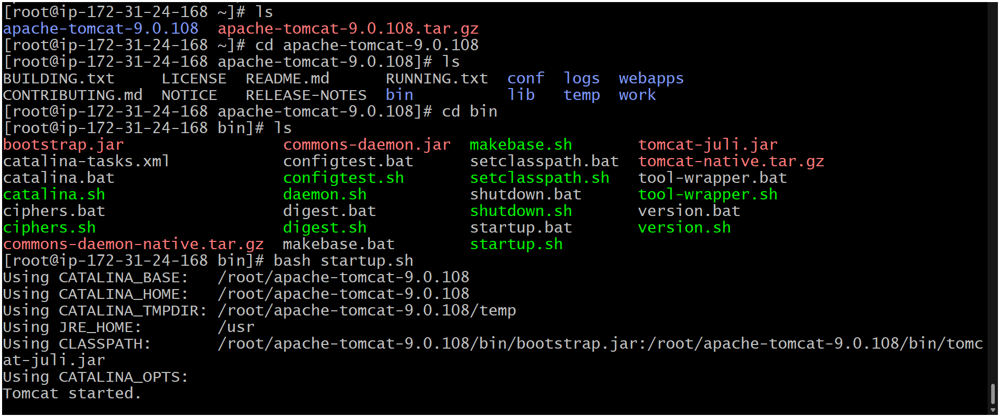 [root@ip-172-31-24-168 ~]# ls
apache-tomcat-9.0.108  apache-tomcat-9.0.108.tar.gz
[root@ip-172-31-24-168 ~]# cd apache-tomcat-9.0.108
[root@ip-172-31-24-168 apache-tomcat-9.0.108]# ls
BUILDING.txt     LICENSE  README.md      RUNNING.txt  conf  logs  webapps
CONTRIBUTING.md  NOTICE   RELEASE-NOTES  bin          lib   temp  work
[root@ip-172-31-24-168 apache-tomcat-9.0.108]# cd bin
[root@ip-172-31-24-168 bin]# ls
bootstrap.jar                 commons-daemon.jar  makebase.sh       tomcat-juli.jar
catalina-tasks.xml            configtest.bat      setclasspath.bat  tomcat-native.tar.gz
catalina.bat                  configtest.sh       setclasspath.sh   tool-wrapper.bat
catalina.sh                   daemon.sh           shutdown.bat      tool-wrapper.sh
ciphers.bat                   digest.bat          shutdown.sh       version.bat
ciphers.sh                    digest.sh           startup.bat       version.sh
commons-daemon-native.tar.gz  makebase.bat        startup.sh
[root@ip-172-31-24-168 bin]# bash startup.sh
Using CATALINA_BASE:   /root/apache-tomcat-9.0.108
Using CATALINA_HOME:   /root/apache-tomcat-9.0.108
Using CATALINA_TMPDIR: /root/apache-tomcat-9.0.108/temp
Using JRE_HOME:        /usr
Using CLASSPATH:       /root/apache-tomcat-9.0.108/bin/bootstrap.jar:/root/apache-tomcat-9.0.108/bin/tomc
at-juli.jar
Using CATALINA_OPTS:
Tomcat started.